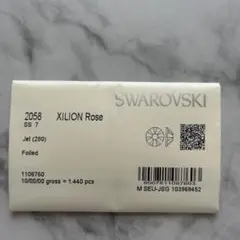 SWAROVSKI
2058 XILION Rose
SS 7
Jet (280)
Foiled
1106760
10/00/00 gross = 1.440 pcs
M SEU-JSG 103968452